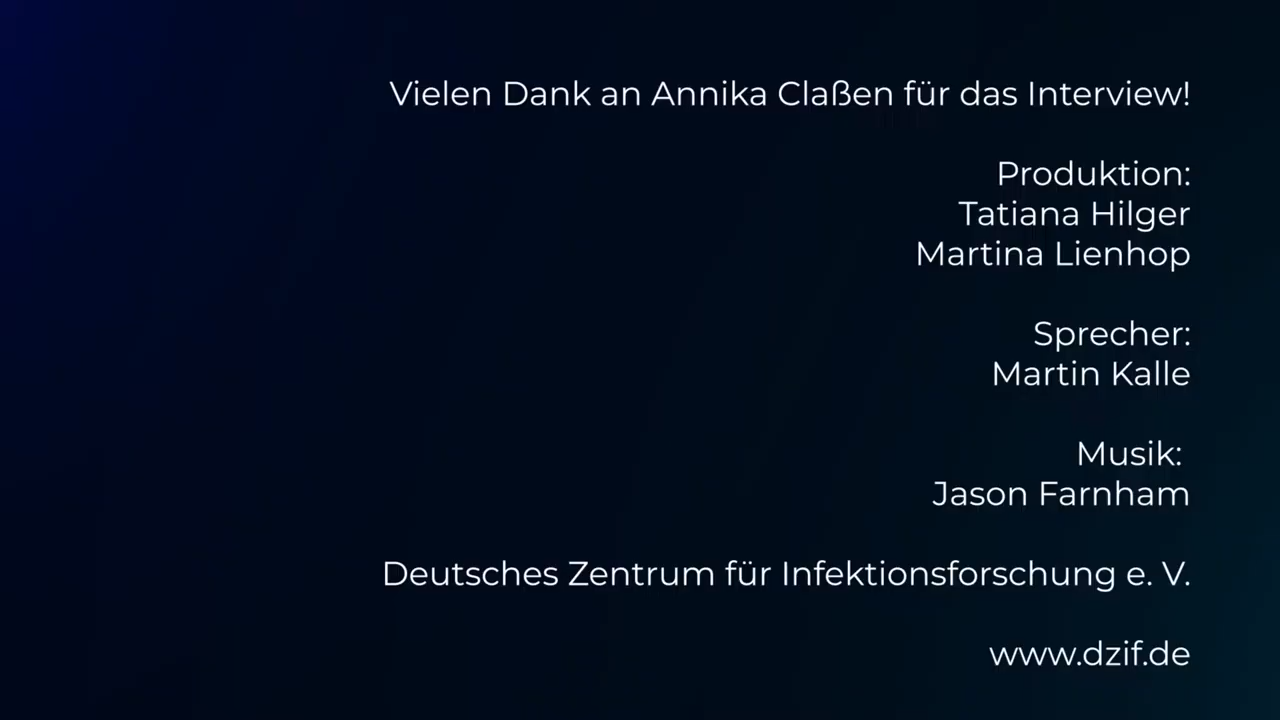 Vielen Dank an Annika Claßen für das Interview!
Produktion:
Tatiana Hilger
Martina Lienhop
Sprecher:
Martin Kalle
Musik:
Jason Farnham
Deutsches Zentrum für Infektionsforschung e. V.
www.dzif.de